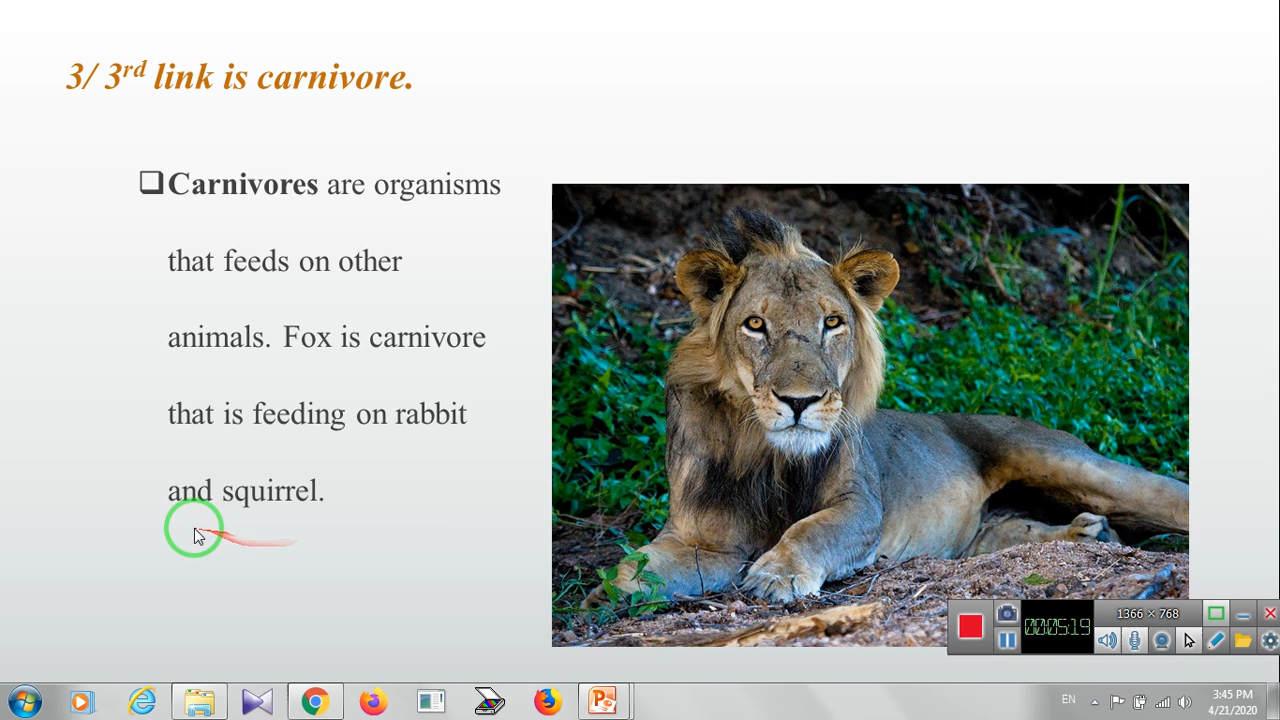 3/ 3rd link is carnivore.
❑Carnivores are organisms
that feeds on other
animals. Fox is carnivore
that is feeding on rabbit
and squirrel.
1366 × 768
00:05:19
EN
3:45 PM
4/21/2020